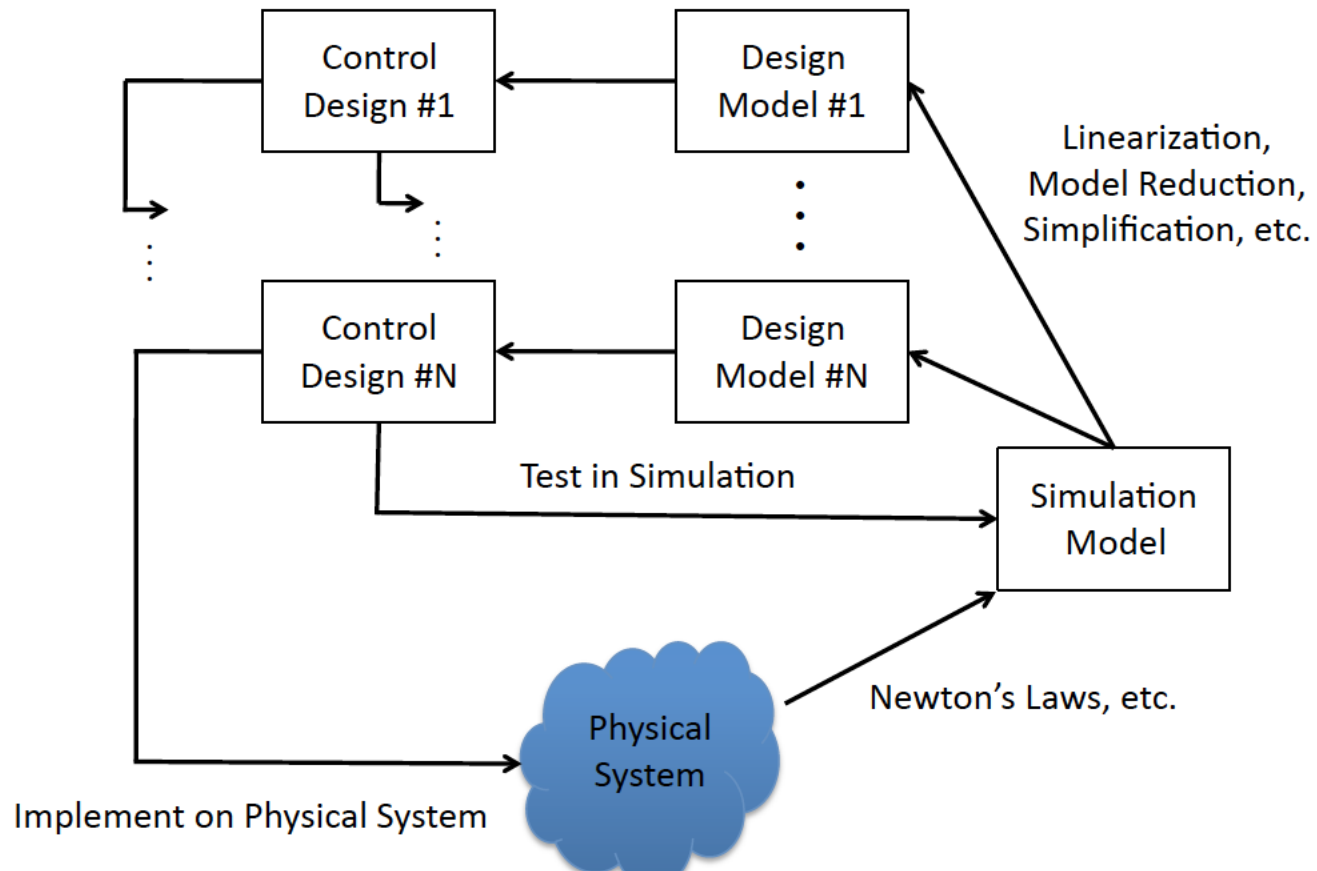 Control
Design #1
Design
Model #1
Linearization,
Model Reduction,
Simplification, etc.
Control
Design #N
Design
Model #N
Test in Simulation
Simulation
Model
Newton’s Laws, etc.
Physical
System
Implement on Physical System